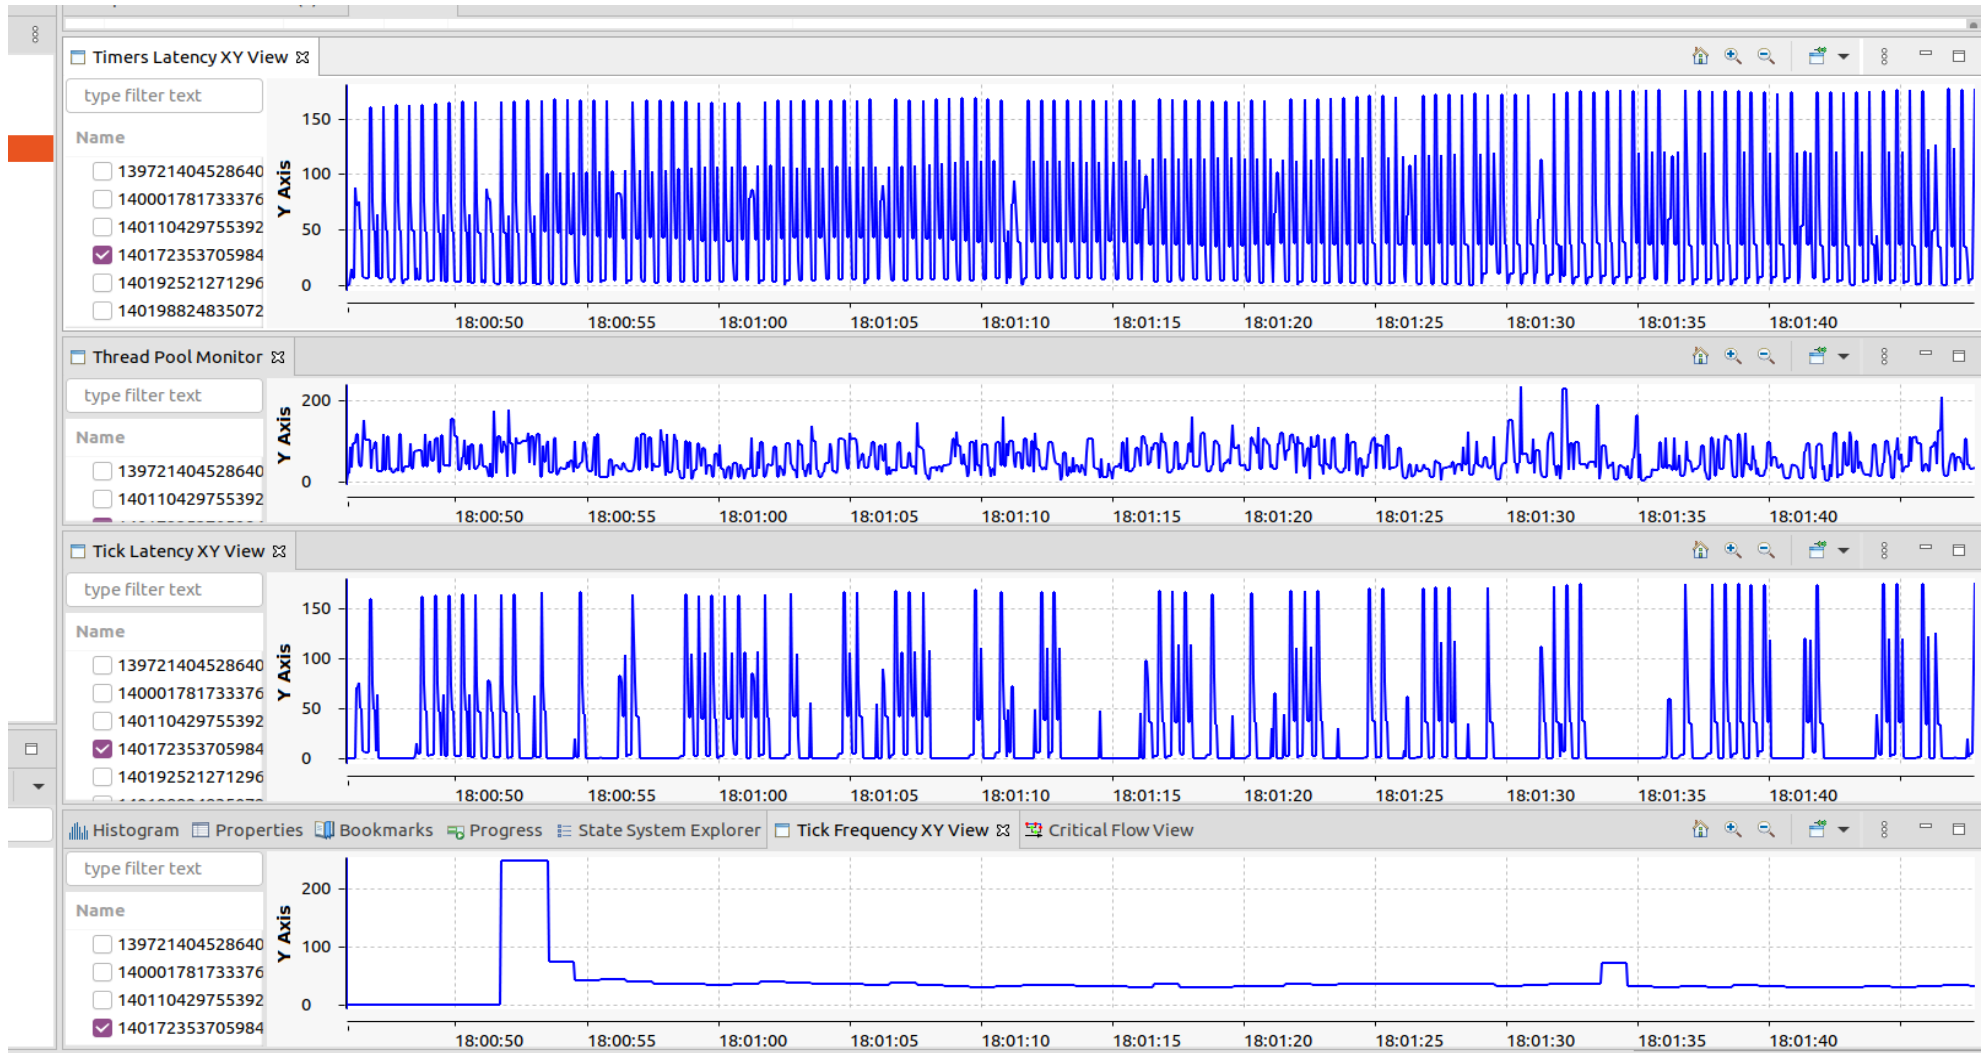 Timers Latency XY View
type filter text
Name
139721404528640
140001781733376
140110429755392
140172353705984
140192521271296
140198824835072
Y Axis
150
100
50
0
18:00:50 18:00:55 18:01:00 18:01:05 18:01:10 18:01:15 18:01:20 18:01:25 18:01:30 18:01:35 18:01:40
Thread Pool Monitor
type filter text
Name
139721404528640
140110429755392
Y Axis
200
0
18:00:50 18:00:55 18:01:00 18:01:05 18:01:10 18:01:15 18:01:20 18:01:25 18:01:30 18:01:35 18:01:40
Tick Latency XY View
type filter text
Name
139721404528640
140001781733376
140110429755392
140172353705984
140192521271296
Y Axis
150
100
50
0
18:00:50 18:00:55 18:01:00 18:01:05 18:01:10 18:01:15 18:01:20 18:01:25 18:01:30 18:01:35 18:01:40
Histogram Properties Bookmarks Progress State System Explorer Tick Frequency XY View Critical Flow View
type filter text
Name
139721404528640
140001781733376
140110429755392
140172353705984
Y Axis
200
100
0
18:00:50 18:00:55 18:01:00 18:01:05 18:01:10 18:01:15 18:01:20 18:01:25 18:01:30 18:01:35 18:01:40